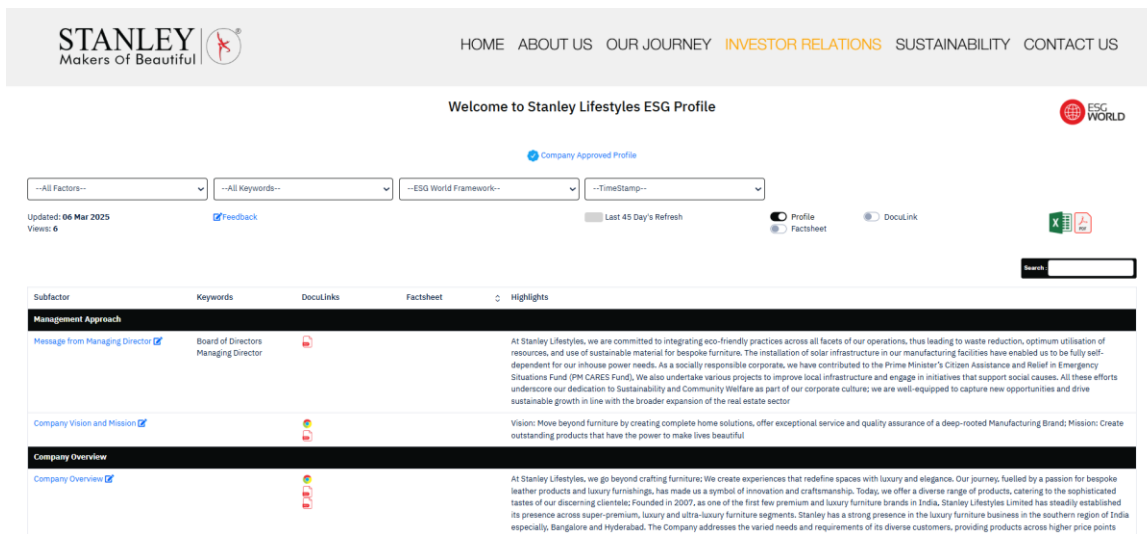 STANLEY
Makers Of Beautiful
HOME ABOUT US OUR JOURNEY INVESTOR RELATIONS SUSTAINABILITY CONTACT US
Welcome to Stanley Lifestyles ESG Profile
ESG
WORLD
Company Approved Profile
--All Factors-- --All Keywords-- --ESG World Framework-- --TimeStamp--
Updated: 06 Mar 2025 Feedback Last 45 Day's Refresh Profile DocuLink
Views: 6 Factsheet
Search :
Subfactor Keywords DocuLinks Factsheet Highlights
Management Approach
Message from Managing Director Board of Directors At Stanley Lifestyles, we are committed to integrating eco-friendly practices across all facets of our operations, thus leading to waste reduction, optimum utilisation of
Managing Director resources, and use of sustainable material for bespoke furniture. The installation of solar infrastructure in our manufacturing facilities have enabled us to be fully self-
dependent for our inhouse power needs. As a socially responsible corporate, we have contributed to the Prime Minister's Citizen Assistance and Relief in Emergency
Situations Fund (PM CARES Fund), We also undertake various projects to improve local infrastructure and engage in initiatives that support social causes. All these efforts
underscore our dedication to Sustainability and Community Welfare as part of our corporate culture; we are well-equipped to capture new opportunities and drive
sustainable growth in line with the broader expansion of the real estate sector
Company Vision and Mission Vision: Move beyond furniture by creating complete home solutions, offer exceptional service and quality assurance of a deep-rooted Manufacturing Brand; Mission: Create
outstanding products that have the power to make lives beautiful
Company Overview
Company Overview At Stanley Lifestyles, we go beyond crafting furniture; We create experiences that redefine spaces with luxury and elegance. Our journey, fuelled by a passion for bespoke
leather products and luxury furnishings, has made us a symbol of innovation and craftsmanship. Today, we offer a diverse range of products, catering to the sophisticated
tastes of our discerning clientele; Founded in 2007, as one of the first few premium and luxury furniture brands in India, Stanley Lifestyles Limited has steadily established
its presence across super-premium, luxury and ultra-luxury furniture segments. Stanley has a strong presence in the luxury furniture business in the southern region of India
especially, Bangalore and Hyderabad. The Company addresses the varied needs and requirements of its diverse customers, providing products across higher price points